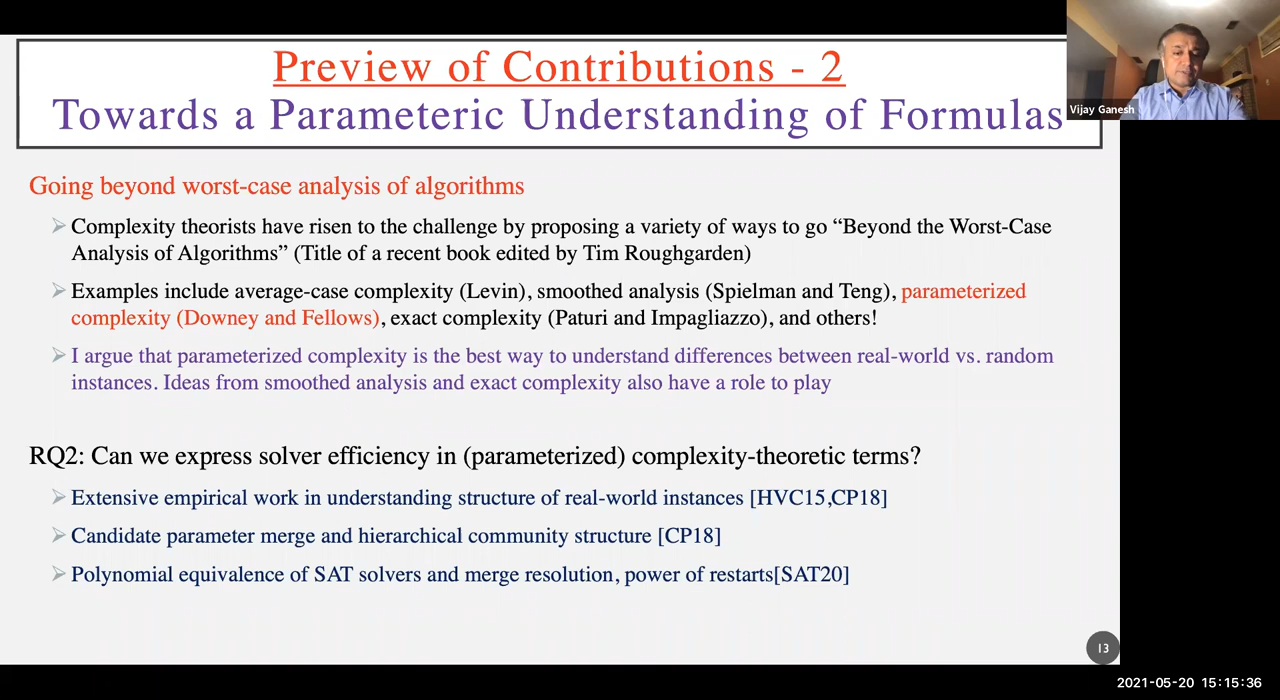 Preview of Contributions - 2
Towards a Parameteric Understanding of Formulas
Vijay Ganesh
Going beyond worst-case analysis of algorithms
➢ Complexity theorists have risen to the challenge by proposing a variety of ways to go “Beyond the Worst-Case
Analysis of Algorithms” (Title of a recent book edited by Tim Roughgarden)
➢ Examples include average-case complexity (Levin), smoothed analysis (Spielman and Teng), parameterized
complexity (Downey and Fellows), exact complexity (Paturi and Impagliazzo), and others!
➢ I argue that parameterized complexity is the best way to understand differences between real-world vs. random
instances. Ideas from smoothed analysis and exact complexity also have a role to play
RQ2: Can we express solver efficiency in (parameterized) complexity-theoretic terms?
➢ Extensive empirical work in understanding structure of real-world instances [HVC15,CP18]
➢ Candidate parameter merge and hierarchical community structure [CP18]
➢ Polynomial equivalence of SAT solvers and merge resolution, power of restarts[SAT20]
13
2021-05-20 15:15:36